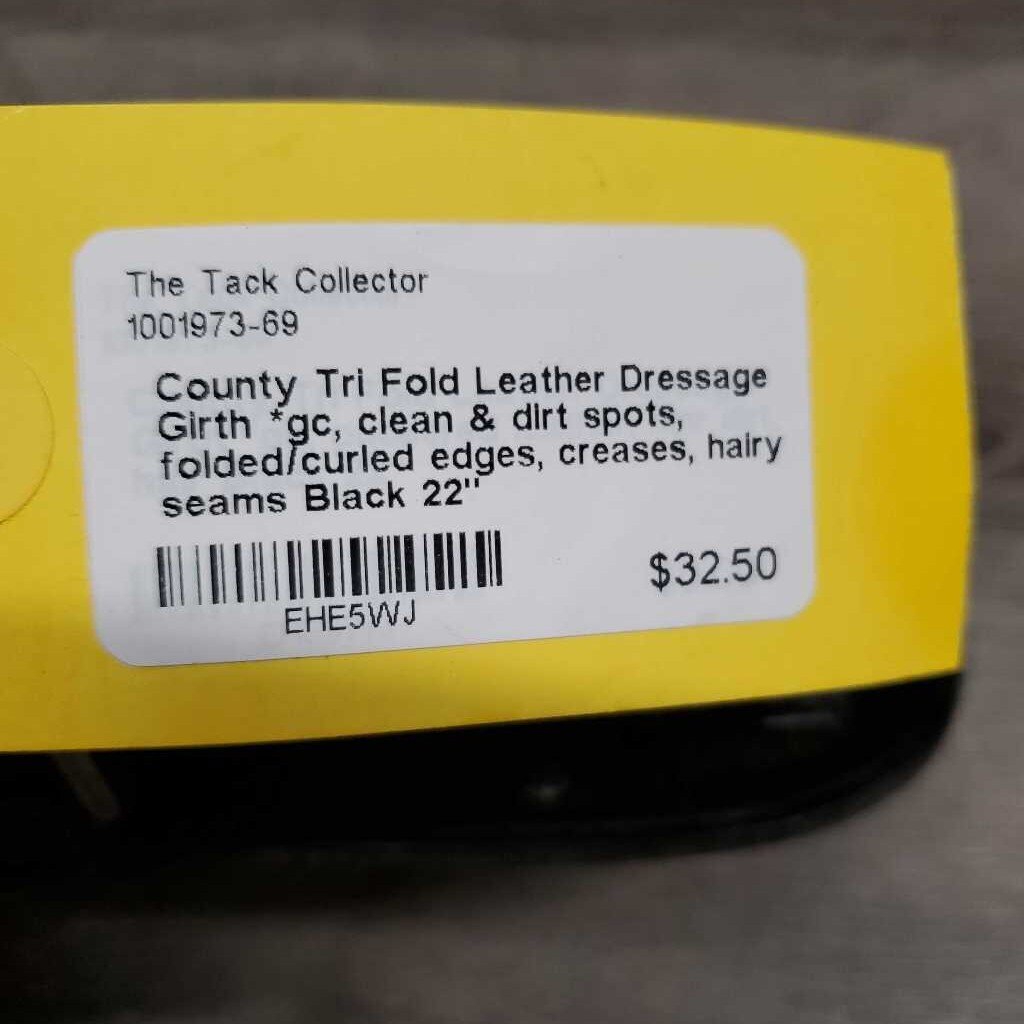 The Tack Collector
1001973-69
County Tri Fold Leather Dressage
Girth *gc, clean & dirt spots,
folded/curled edges, creases, hairy
seams Black 22"
EHE5WJ
$32.50